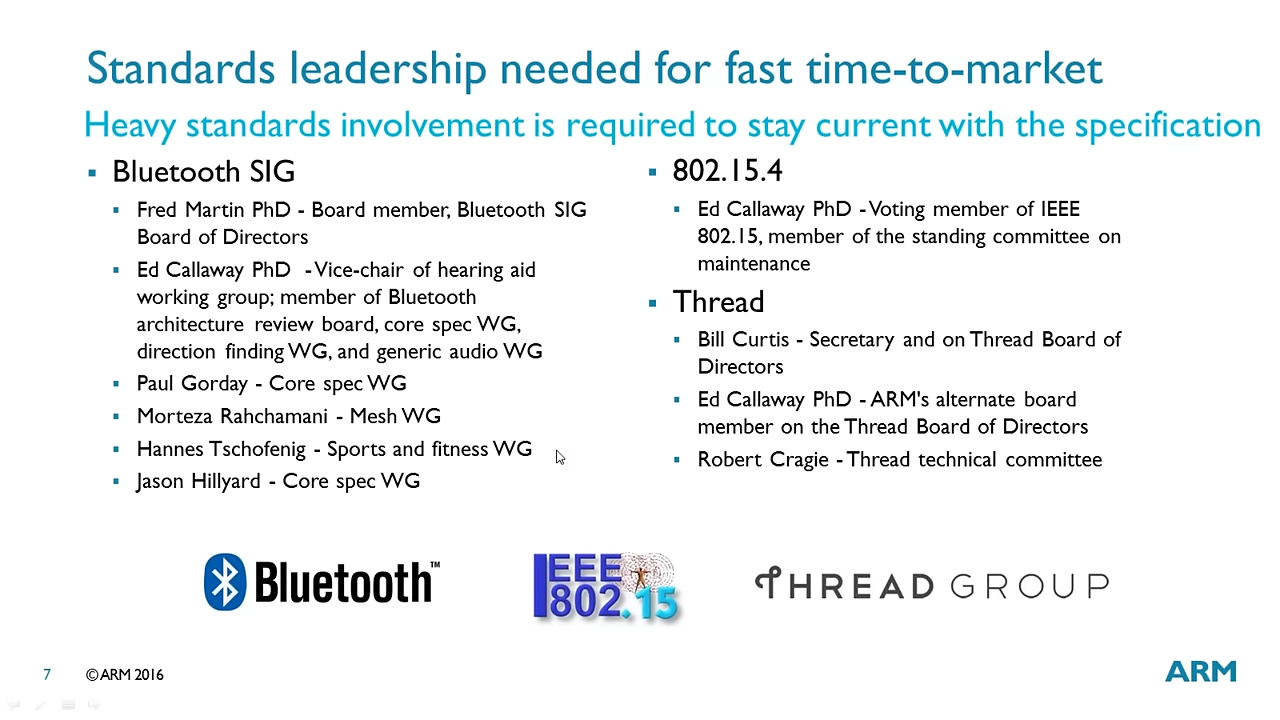 Standards leadership needed for fast time-to-market
Heavy standards involvement is required to stay current with the specification
▪ Bluetooth SIG
▪ Fred Martin PhD - Board member, Bluetooth SIG
Board of Directors
▪ Ed Callaway PhD - Vice-chair of hearing aid
working group; member of Bluetooth
architecture review board, core spec WG,
direction finding WG, and generic audio WG
▪ Paul Gorday - Core spec WG
▪ Morteza Rahchamani - Mesh WG
▪ Hannes Tschofenig - Sports and fitness WG
▪ Jason Hillyard - Core spec WG
▪ 802.15.4
▪ Ed Callaway PhD - Voting member of IEEE
802.15, member of the standing committee on
maintenance
▪ Thread
▪ Bill Curtis - Secretary and on Thread Board of
Directors
▪ Ed Callaway PhD - ARM's alternate board
member on the Thread Board of Directors
▪ Robert Cragie - Thread technical committee
Bluetooth™
IEEE
802.15
THREAD GROUP
7 ©ARM 2016
ARM